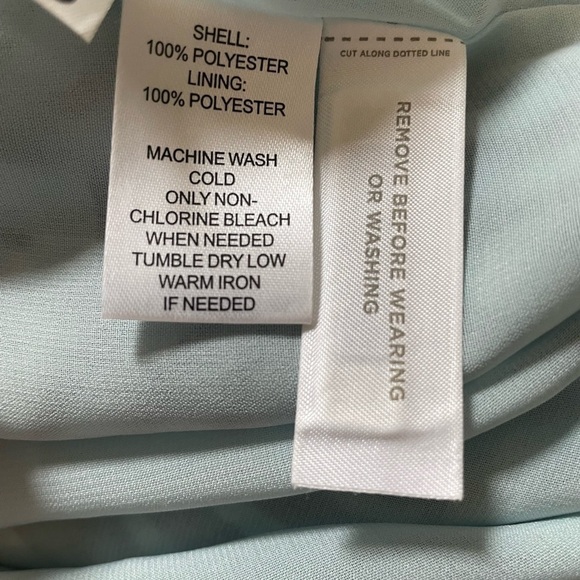 SHELL:
100% POLYESTER
LINING:
100% POLYESTER
MACHINE WASH
COLD
ONLY NON-
CHLORINE BLEACH
WHEN NEEDED
TUMBLE DRY LOW
WARM IRON
IF NEEDED
CUT ALONG DOTTED LINE
REMOVE BEFORE WEARING
OR WASHING